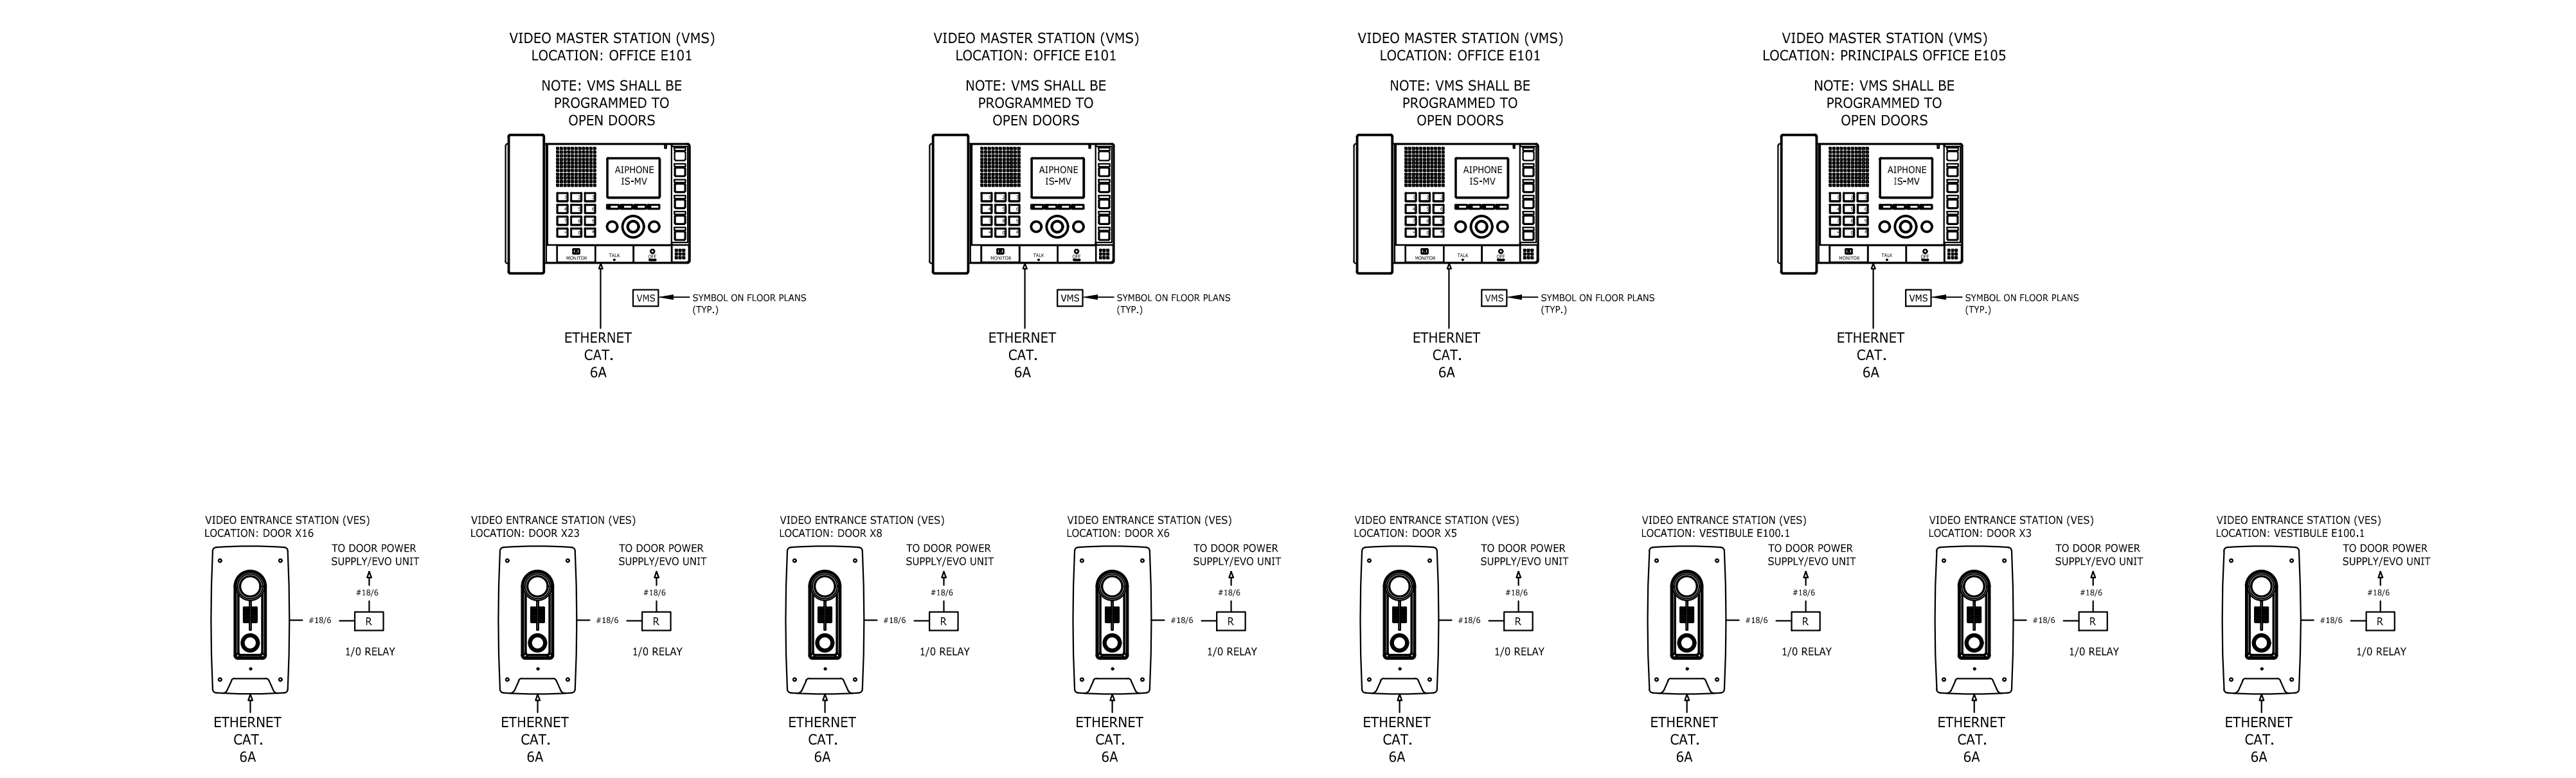 VIDEO MASTER STATION (VMS)
LOCATION: OFFICE E101
NOTE: VMS SHALL BE
PROGRAMMED TO
OPEN DOORS
AIPHONE
IS-MV
MONITOR
TALK
OFF
VMS
SYMBOL ON FLOOR PLANS
(TYP.)
ETHERNET
CAT.
6A
VIDEO MASTER STATION (VMS)
LOCATION: OFFICE E101
NOTE: VMS SHALL BE
PROGRAMMED TO
OPEN DOORS
AIPHONE
IS-MV
MONITOR
TALK
OFF
VMS
SYMBOL ON FLOOR PLANS
(TYP.)
ETHERNET
CAT.
6A
VIDEO MASTER STATION (VMS)
LOCATION: OFFICE E101
NOTE: VMS SHALL BE
PROGRAMMED TO
OPEN DOORS
AIPHONE
IS-MV
MONITOR
TALK
OFF
VMS
SYMBOL ON FLOOR PLANS
(TYP.)
ETHERNET
CAT.
6A
VIDEO MASTER STATION (VMS)
LOCATION: PRINCIPALS OFFICE E105
NOTE: VMS SHALL BE
PROGRAMMED TO
OPEN DOORS
AIPHONE
IS-MV
MONITOR
TALK
OFF
VMS
SYMBOL ON FLOOR PLANS
(TYP.)
ETHERNET
CAT.
6A
VIDEO ENTRANCE STATION (VES)
LOCATION: DOOR X16
TO DOOR POWER
SUPPLY/EVO UNIT
#18/6
#18/6
R
1/0 RELAY
ETHERNET
CAT.
6A
VIDEO ENTRANCE STATION (VES)
LOCATION: DOOR X23
TO DOOR POWER
SUPPLY/EVO UNIT
#18/6
#18/6
R
1/0 RELAY
ETHERNET
CAT.
6A
VIDEO ENTRANCE STATION (VES)
LOCATION: DOOR X8
TO DOOR POWER
SUPPLY/EVO UNIT
#18/6
#18/6
R
1/0 RELAY
ETHERNET
CAT.
6A
VIDEO ENTRANCE STATION (VES)
LOCATION: DOOR X6
TO DOOR POWER
SUPPLY/EVO UNIT
#18/6
#18/6
R
1/0 RELAY
ETHERNET
CAT.
6A
VIDEO ENTRANCE STATION (VES)
LOCATION: DOOR X5
TO DOOR POWER
SUPPLY/EVO UNIT
#18/6
#18/6
R
1/0 RELAY
ETHERNET
CAT.
6A
VIDEO ENTRANCE STATION (VES)
LOCATION: VESTIBULE E100.1
TO DOOR POWER
SUPPLY/EVO UNIT
#18/6
#18/6
R
1/0 RELAY
ETHERNET
CAT.
6A
VIDEO ENTRANCE STATION (VES)
LOCATION: DOOR X3
TO DOOR POWER
SUPPLY/EVO UNIT
#18/6
#18/6
R
1/0 RELAY
ETHERNET
CAT.
6A
VIDEO ENTRANCE STATION (VES)
LOCATION: VESTIBULE E100.1
TO DOOR POWER
SUPPLY/EVO UNIT
#18/6
#18/6
R
1/0 RELAY
ETHERNET
CAT.
6A